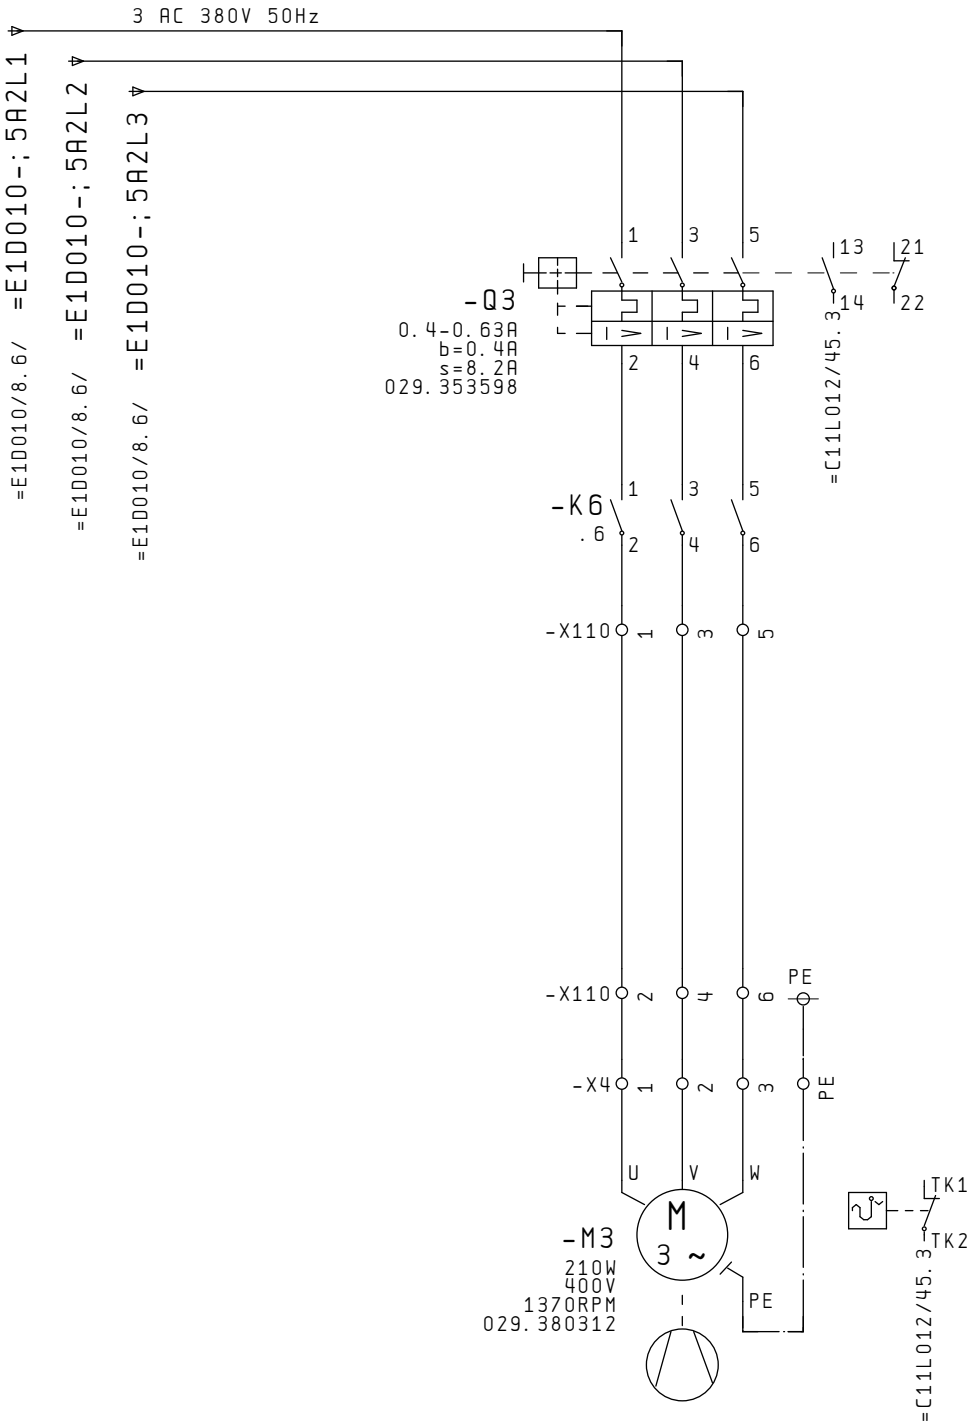 3 AC 380V 50Hz
=E1D010/8.6/ =E1D010-;5A2L1
=E1D010/8.6/ =E1D010-;5A2L2
=E1D010/8.6/ =E1D010-;5A2L3
1 3 5 13 21
-Q3
0.4-0.63A
b=0.4A
s=8.2A
029.353598
I > I > I >
2 4 6 14 22
=C11L012/45.3
-K6
.6
1 3 5
2 4 6
-X110 1 3 5
-X110 2 4 6 PE
-X4 1 2 3 PE
U V W
M
3 ~
-M3
210W
400V
1370RPM
029.380312
PE
TK1
TK2
=C11L012/45.3